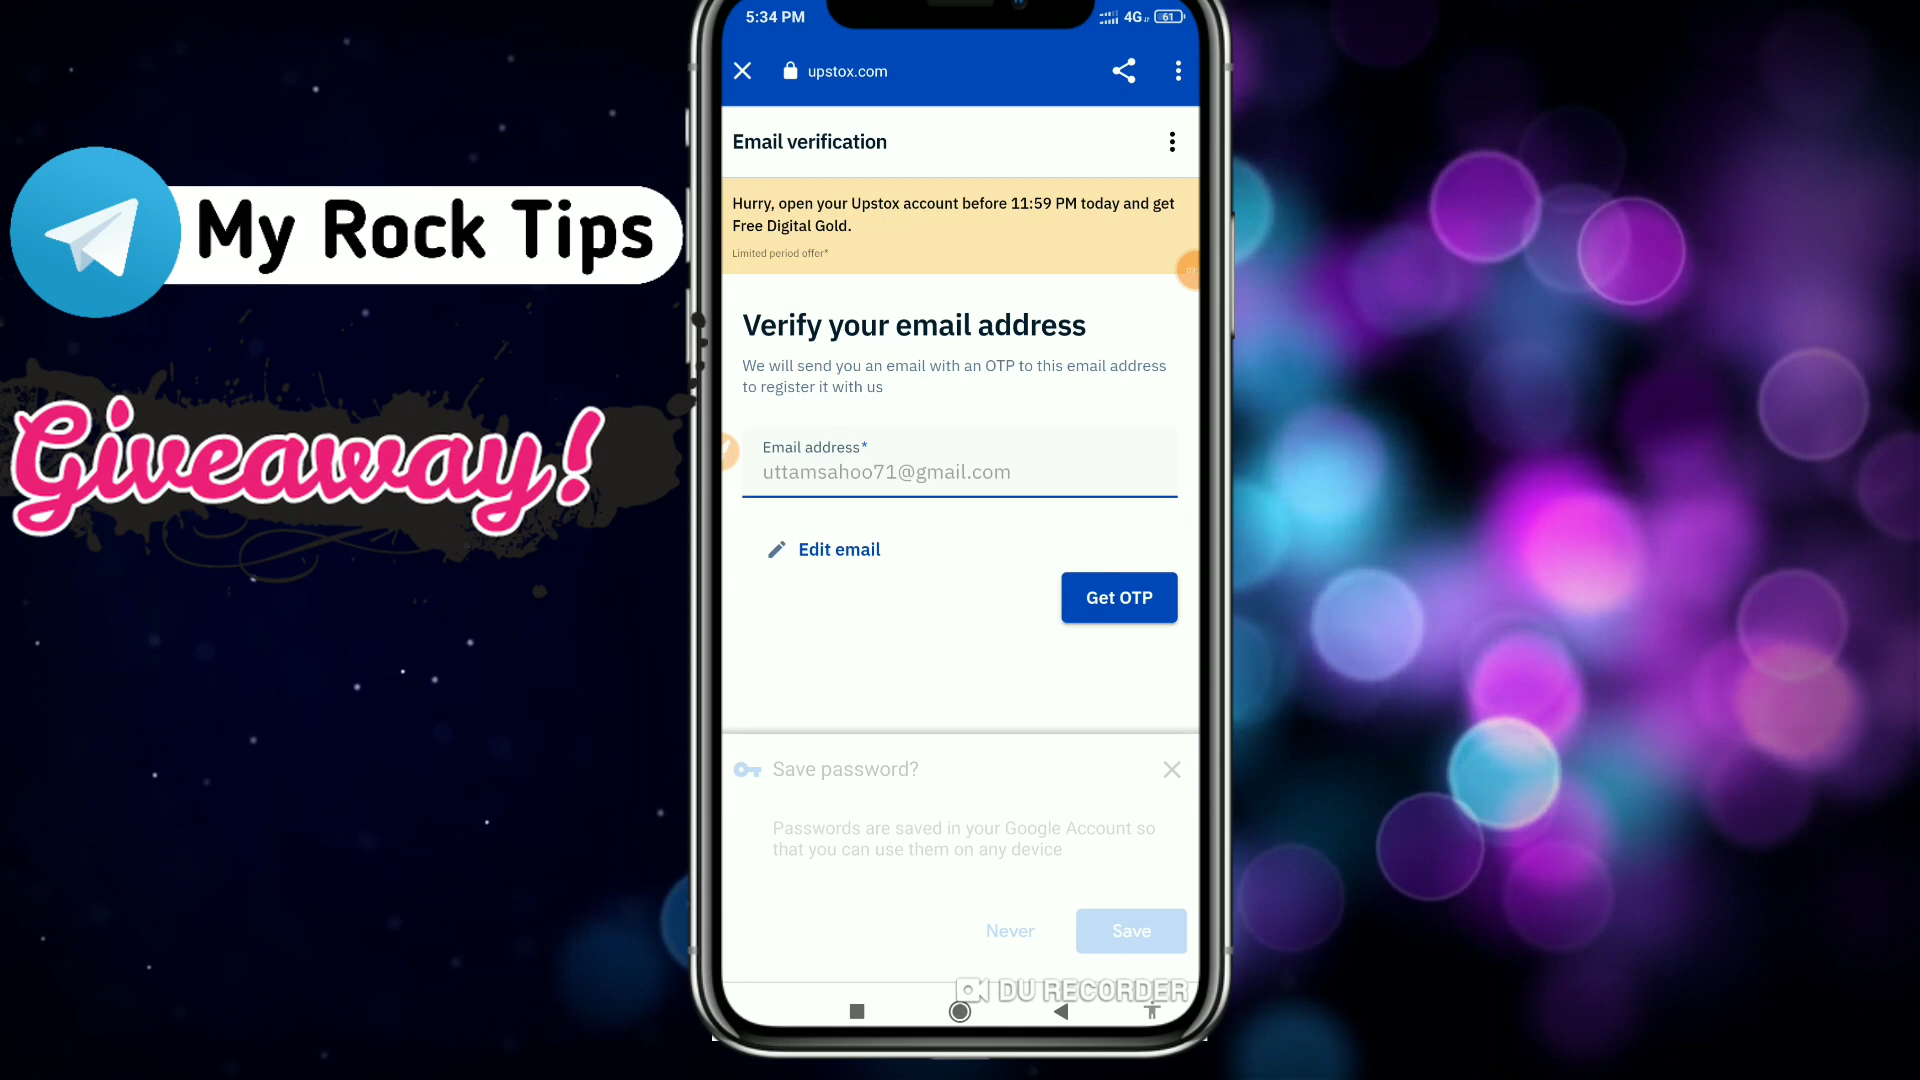 5:34 PM
4G
61
upstox.com
Email verification
My Rock Tips
Hurry, open your Upstox account before 11:59 PM today and get
Free Digital Gold.
Limited period offer*
Verify your email address
We will send you an email with an OTP to this email address
to register it with us
Giveaway!
Email address*
uttamsahoo71@gmail.com
Edit email
Get OTP
Save password?
Passwords are saved in your Google Account so
that you can use them on any device
Never
Save
DU RECORDER